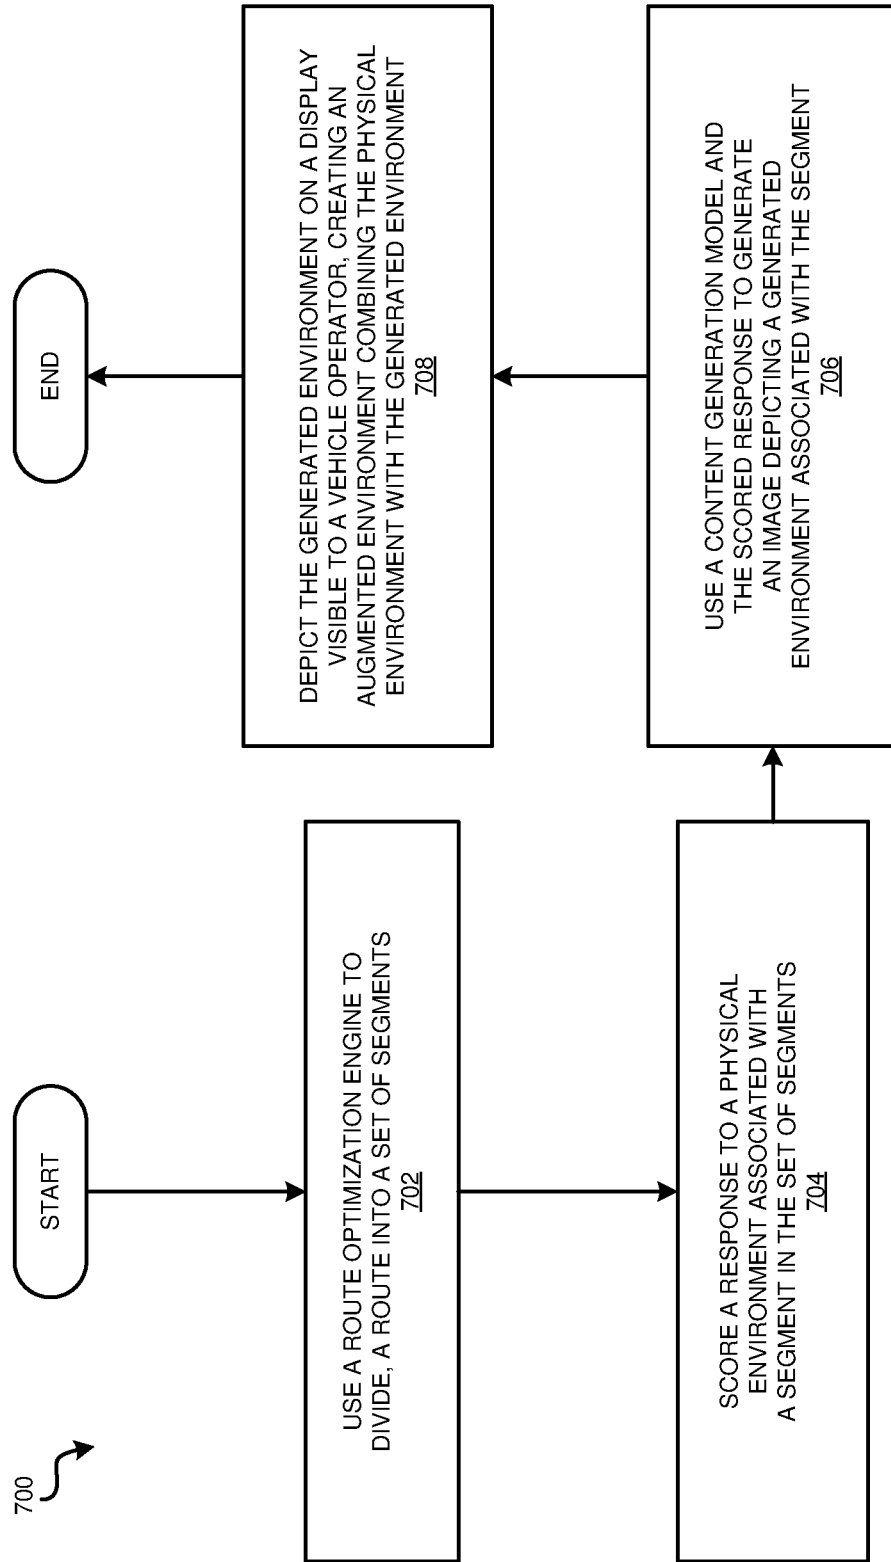 700
START
USE A ROUTE OPTIMIZATION ENGINE TO
DIVIDE, A ROUTE INTO A SET OF SEGMENTS
702
SCORE A RESPONSE TO A PHYSICAL
ENVIRONMENT ASSOCIATED WITH
A SEGMENT IN THE SET OF SEGMENTS
704
USE A CONTENT GENERATION MODEL AND
THE SCORED RESPONSE TO GENERATE
AN IMAGE DEPICTING A GENERATED
ENVIRONMENT ASSOCIATED WITH THE SEGMENT
706
DEPICT THE GENERATED ENVIRONMENT ON A DISPLAY
VISIBLE TO A VEHICLE OPERATOR, CREATING AN
AUGMENTED ENVIRONMENT COMBINING THE PHYSICAL
ENVIRONMENT WITH THE GENERATED ENVIRONMENT
708
END